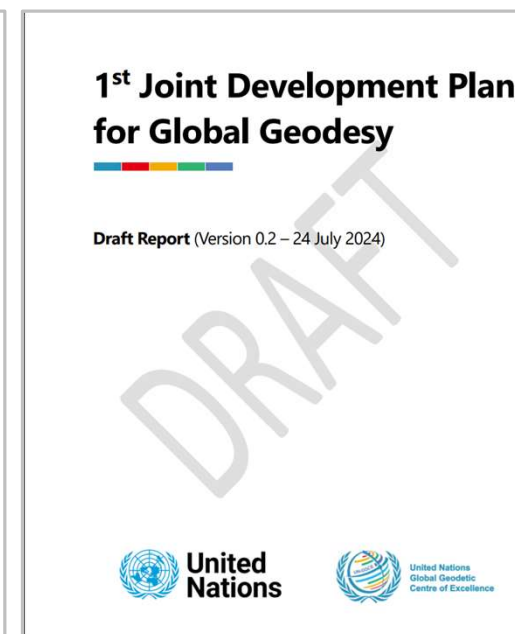 1st Joint Development Plan
for Global Geodesy
Draft Report (Version 0.2 – 24 July 2024)
DRAFT
United
Nations
United Nations
Global Geodetic
Centre of Excellence